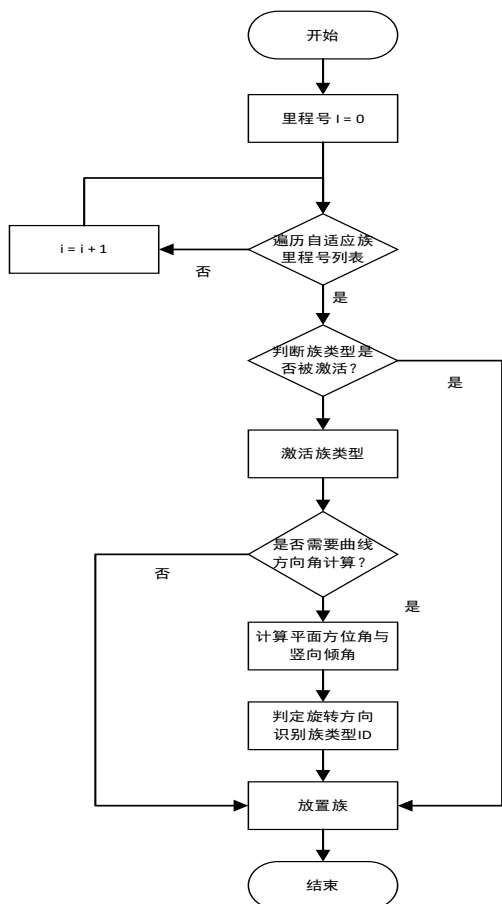 开始
里程号 I = 0
i = i + 1
遍历自适应族
里程号列表
否
是
判断族类型是
否被激活？
是
激活族类型
是否需要曲线
方向角计算？
否
是
计算平面方位角与
竖向倾角
判定旋转方向
识别族类型ID
放置族
结束